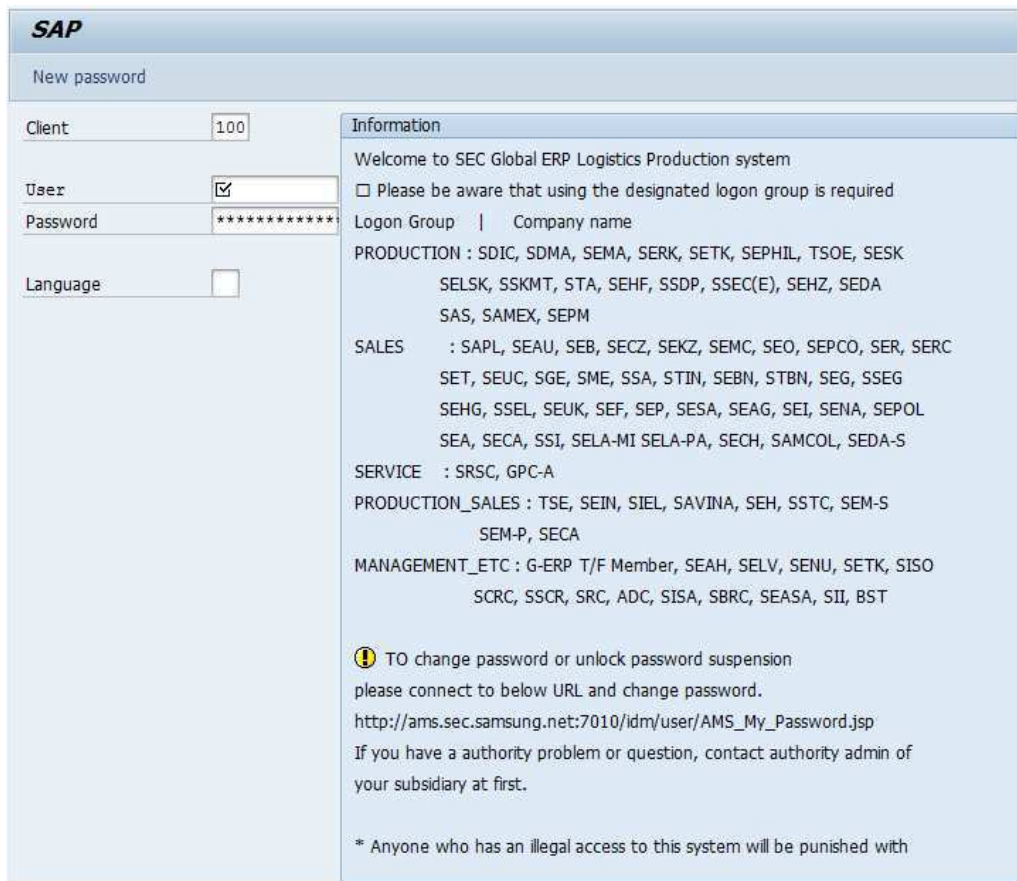 SAP
New password
Client 100
User
Password *************
Language
Information
Welcome to SEC Global ERP Logistics Production system
☐ Please be aware that using the designated logon group is required
Logon Group | Company name
PRODUCTION : SDIC, SDMA, SEMA, SERK, SETK, SEPHIL, TSOE, SESK
SELSK, SSKMT, STA, SEHF, SSDP, SSEC(E), SEHZ, SEDA
SAS, SAMEX, SEPM
SALES : SAPL, SEAU, SEB, SECZ, SEKZ, SEMC, SEO, SEPCO, SER, SERC
SET, SEUC, SGE, SME, SSA, STIN, SEBN, STBN, SEG, SSEG
SEHG, SSEL, SEUK, SEF, SEP, SESA, SEAG, SEI, SENA, SEPOL
SEA, SECA, SSI, SELA-MI SELA-PA, SECH, SAMCOL, SEDA-S
SERVICE : SRSC, GPC-A
PRODUCTION_SALES : TSE, SEIN, SIEL, SAVINA, SEH, SSTC, SEM-S
SEM-P, SECA
MANAGEMENT_ETC : G-ERP T/F Member, SEAH, SELV, SENU, SETK, SISO
SCRC, SSCR, SRC, ADC, SISA, SBRC, SEASA, SII, BST
TO change password or unlock password suspension
please connect to below URL and change password.
http://ams.sec.samsung.net:7010/idm/user/AMS_My_Password.jsp
If you have a authority problem or question, contact authority admin of
your subsidiary at first.
* Anyone who has an illegal access to this system will be punished with